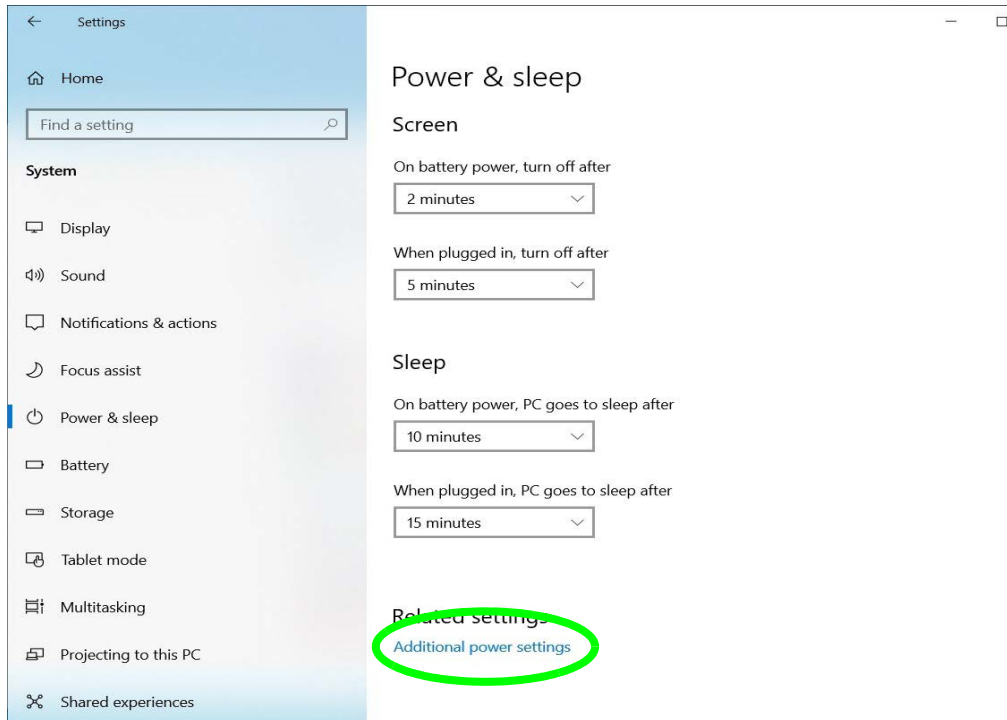 Settings
Home
Find a setting
System
Display
Sound
Notifications & actions
Focus assist
Power & sleep
Battery
Storage
Tablet mode
Multitasking
Projecting to this PC
Shared experiences
Power & sleep
Screen
On battery power, turn off after
2 minutes
When plugged in, turn off after
5 minutes
Sleep
On battery power, PC goes to sleep after
10 minutes
When plugged in, PC goes to sleep after
15 minutes
Related settings
Additional power settings